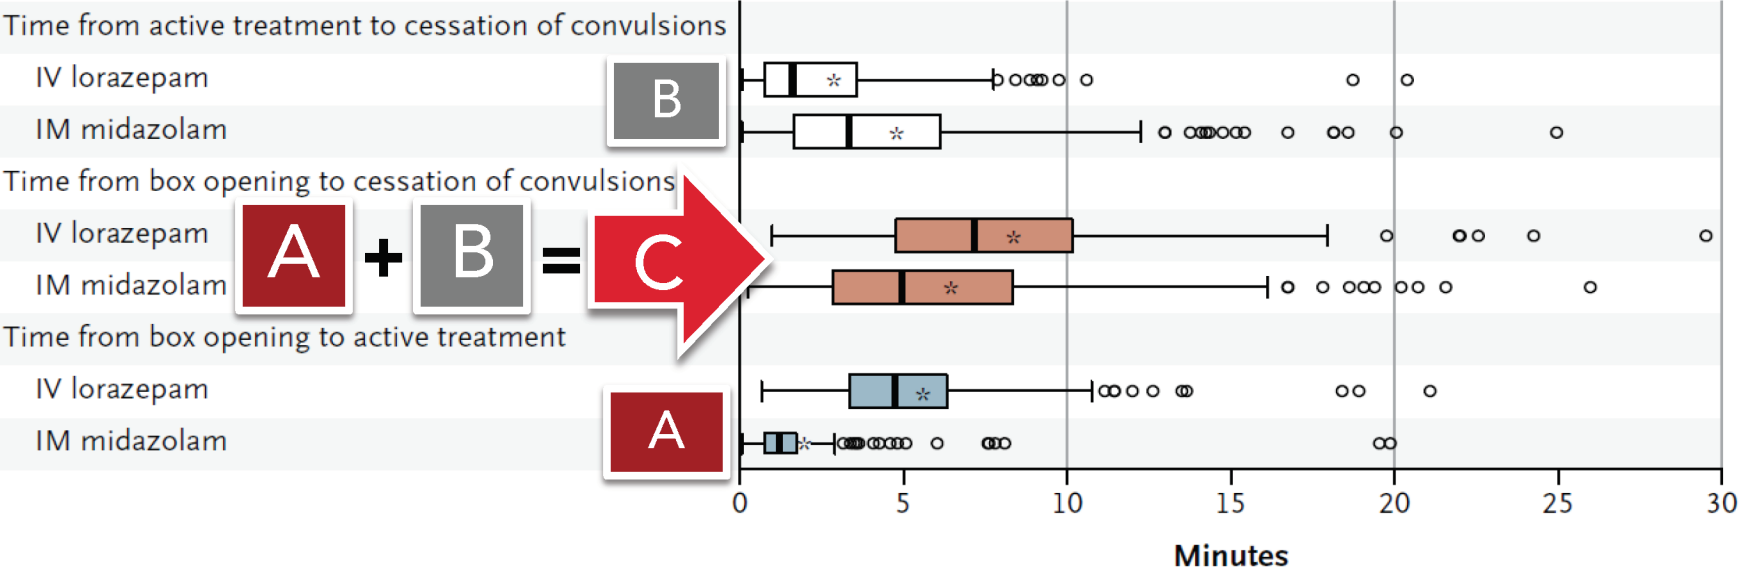 Time from active treatment to cessation of convulsions
IV lorazepam
B
IM midazolam
Time from box opening to cessation of convulsions
IV lorazepam
A + B = C
IM midazolam
Time from box opening to active treatment
IV lorazepam
A
IM midazolam
0 5 10 15 20 25 30
Minutes